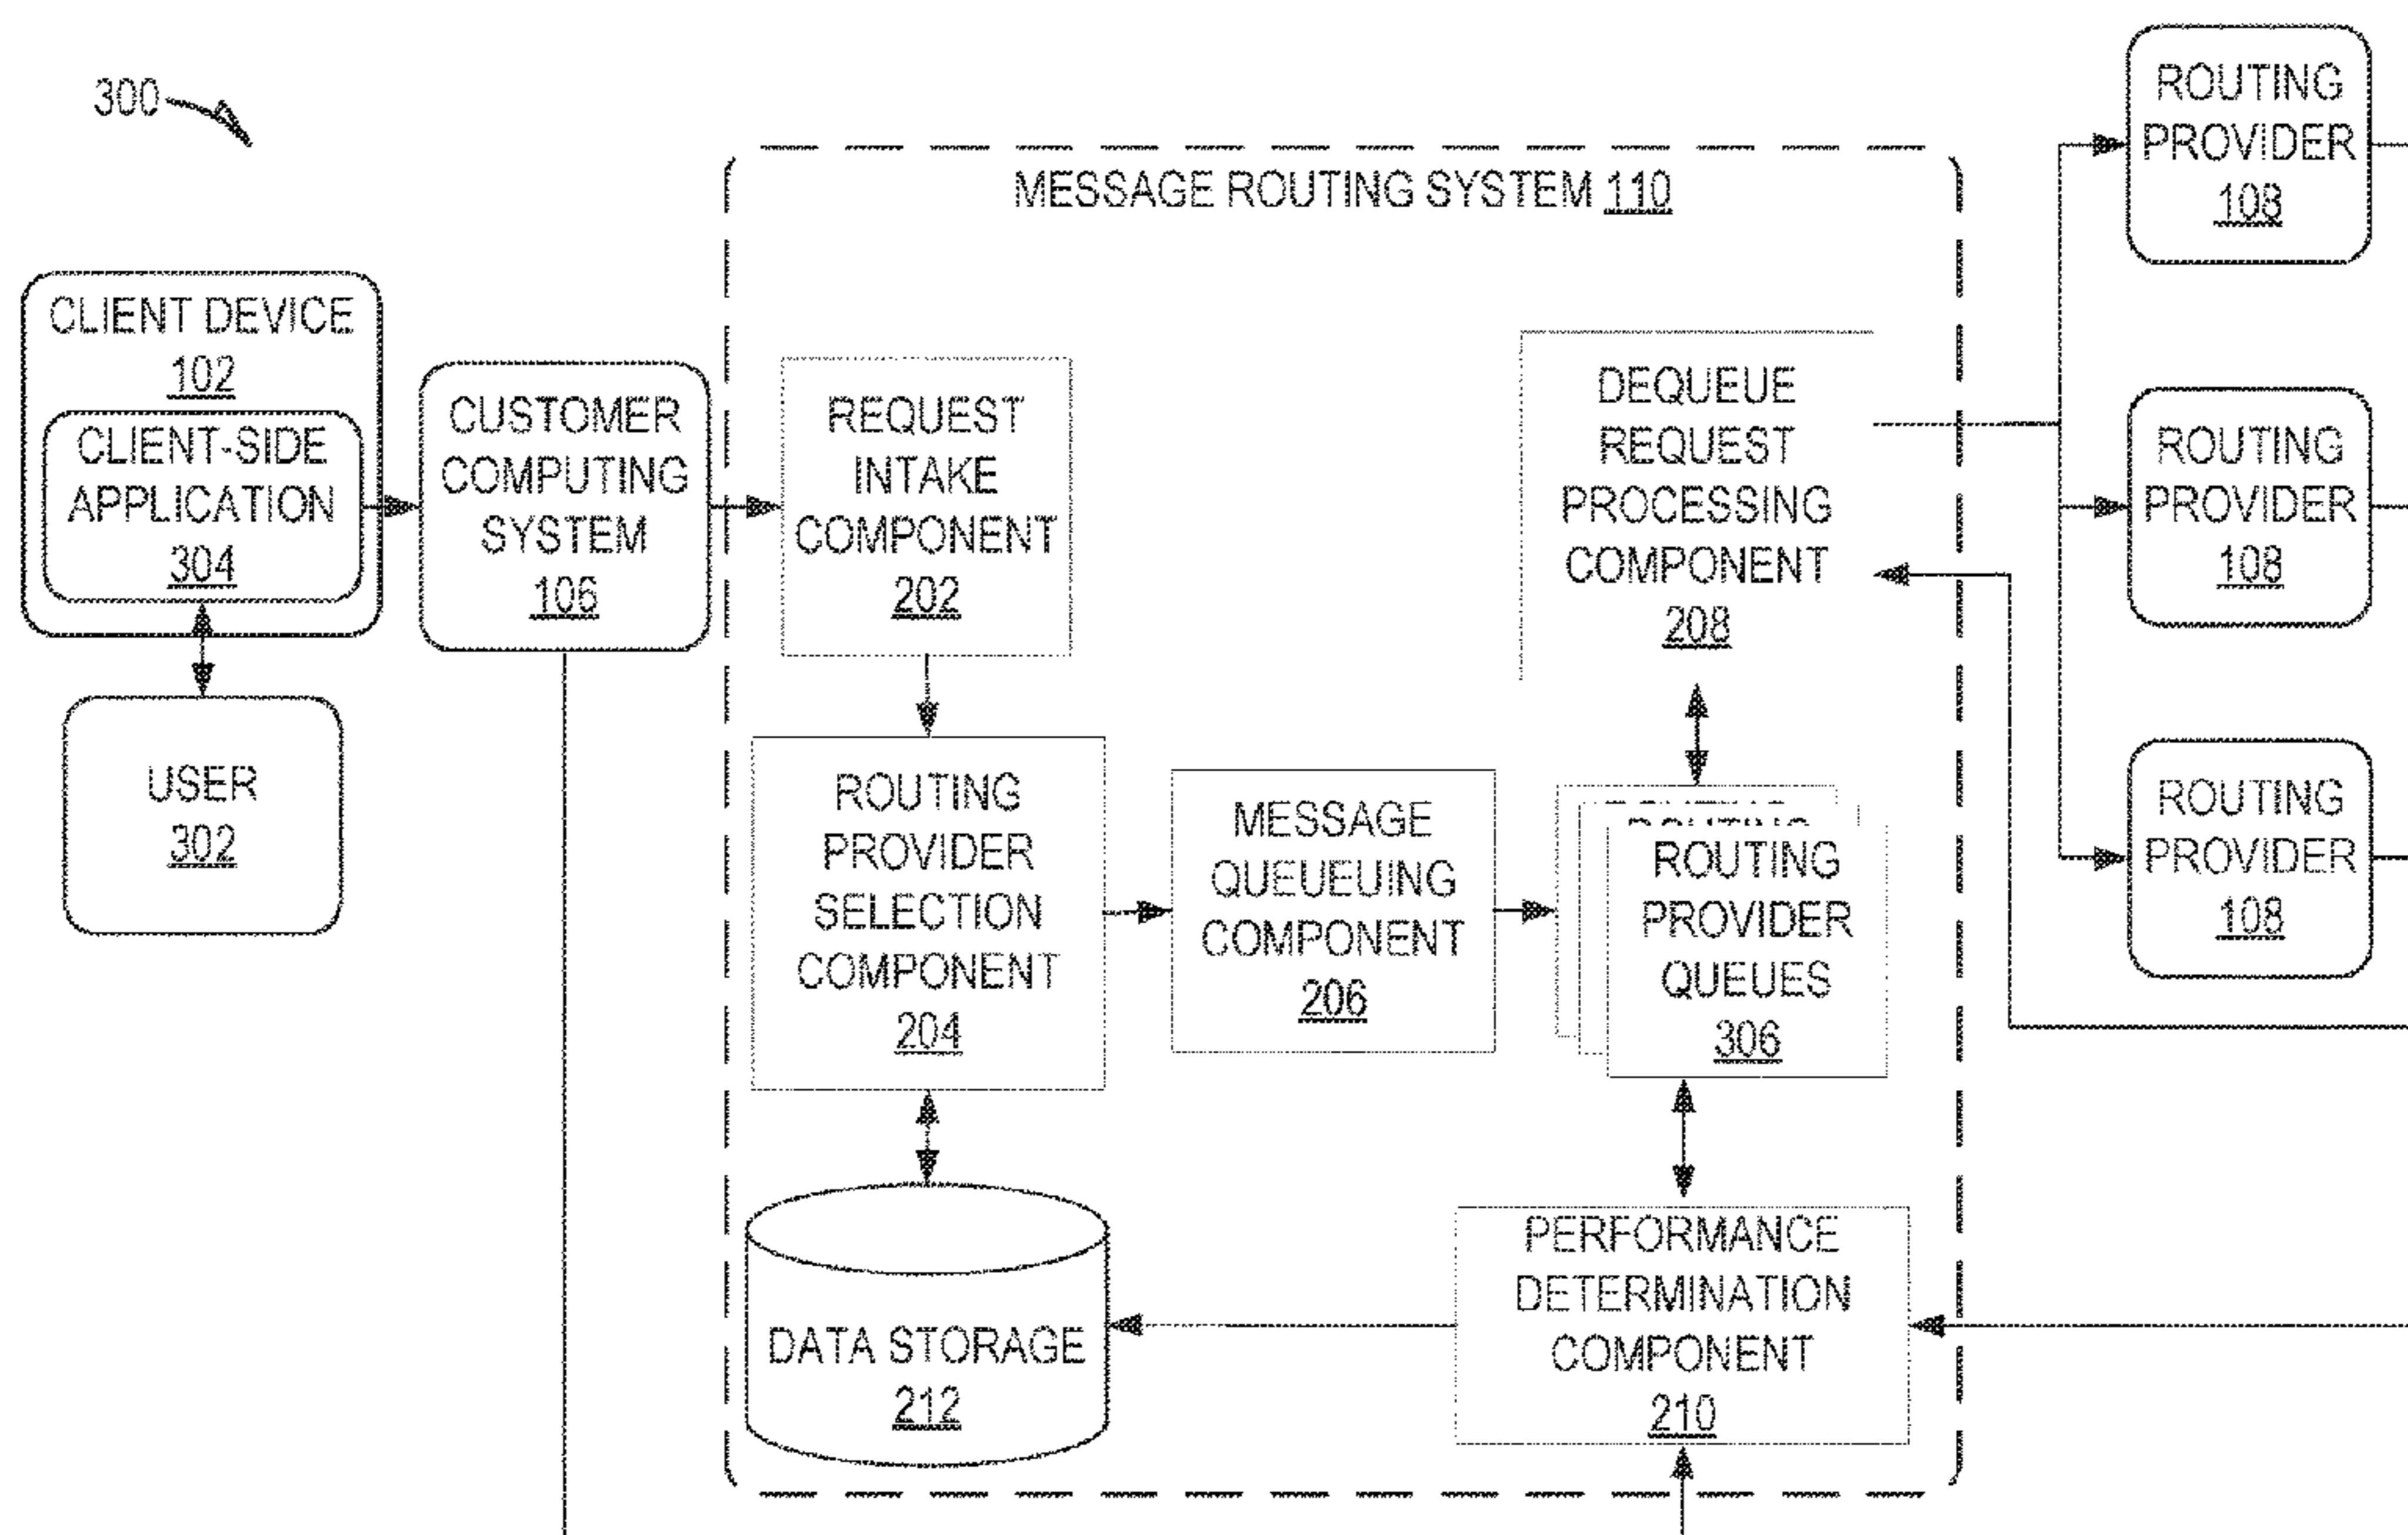 300
MESSAGE ROUTING SYSTEM 110
CLIENT DEVICE
102
CLIENT-SIDE
APPLICATION
304
USER
302
CUSTOMER
COMPUTING
SYSTEM
106
REQUEST
INTAKE
COMPONENT
202
ROUTING
PROVIDER
SELECTION
COMPONENT
204
MESSAGE
QUEUEUING
COMPONENT
206
DEQUEUE
REQUEST
PROCESSING
COMPONENT
208
ROUTING
ROUTING
PROVIDER
QUEUES
306
DATA STORAGE
212
PERFORMANCE
DETERMINATION
COMPONENT
210
ROUTING
PROVIDER
108
ROUTING
PROVIDER
108
ROUTING
PROVIDER
108